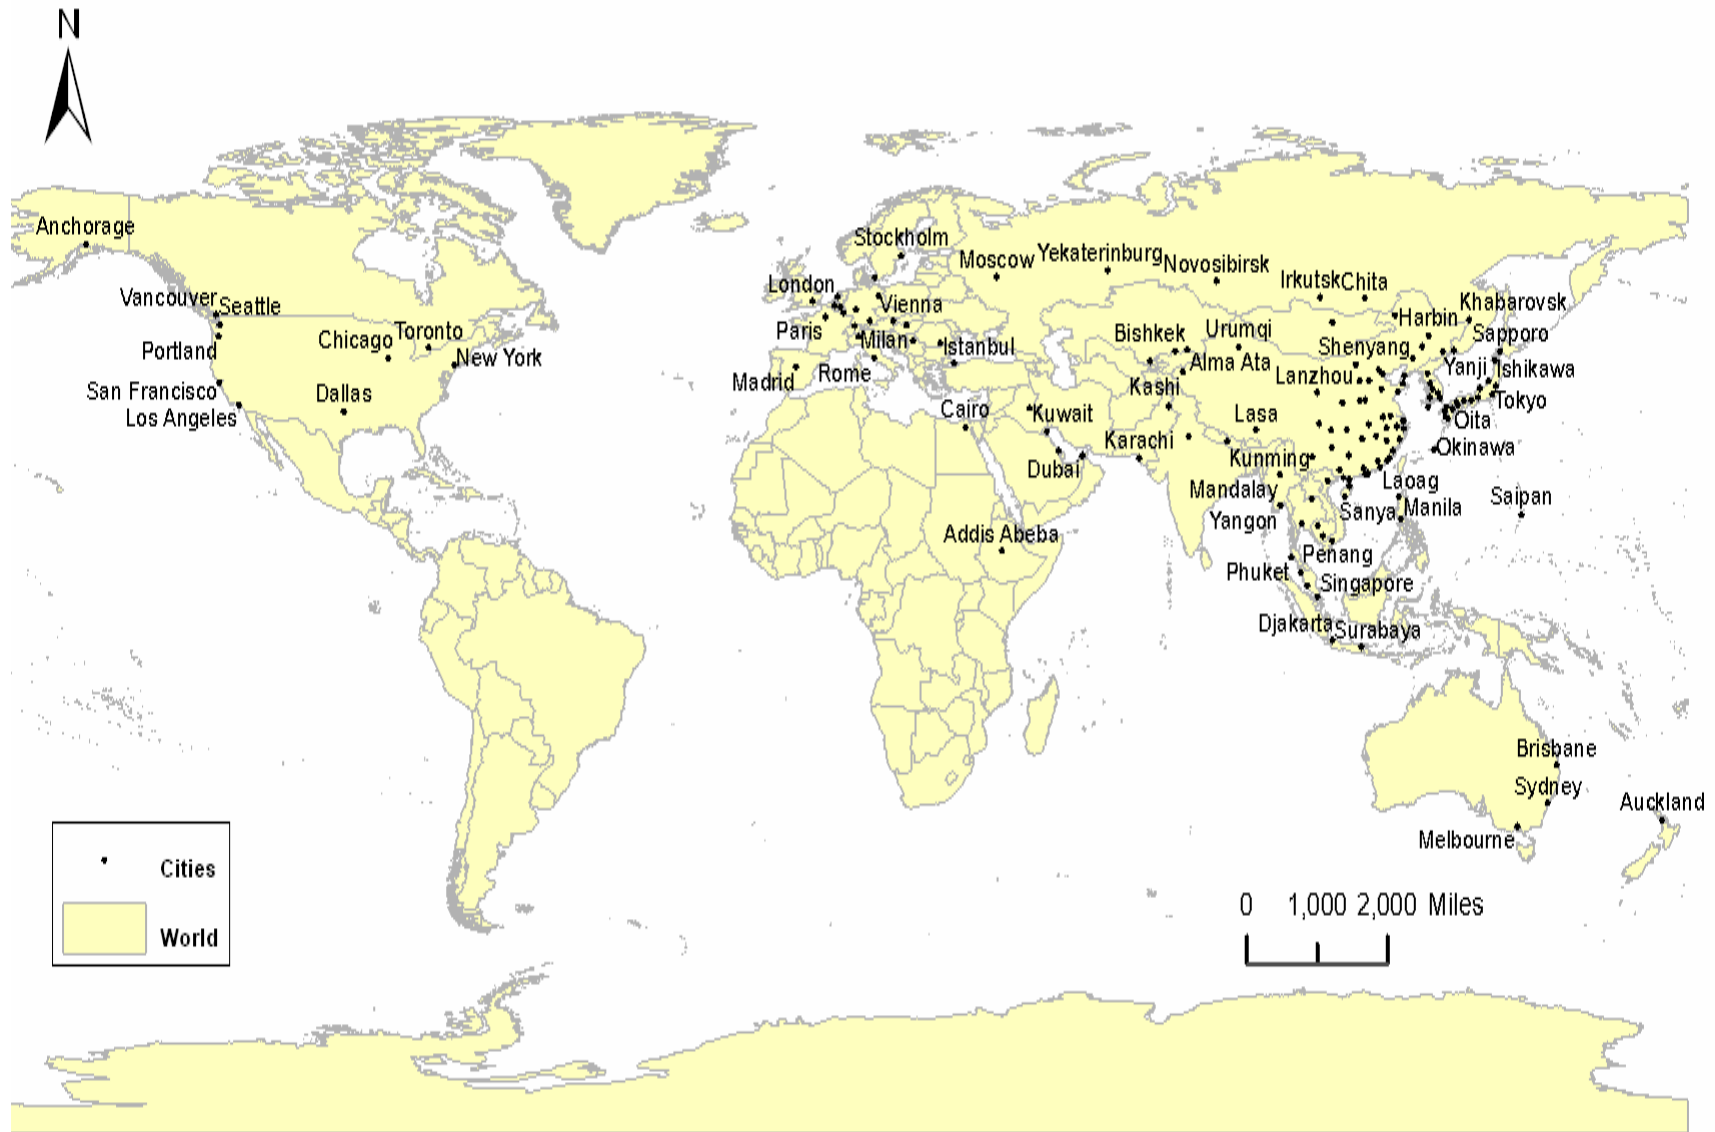 N
Anchorage
Stockholm
Moscow
Yekaterinburg
Novosibirsk
Irkutsk
Chita
London
Vancouver
Seattle
Vienna
Khabarovsk
Harbin
Chicago
Toronto
Paris
Milan
Istanbul
Bishkek
Urumqi
Shenyang
Sapporo
Portland
New York
Alma Ata
Yanji
Ishikawa
Madrid
Rome
Kashi
Lanzhou
San Francisco
Dallas
Los Angeles
Cairo
Kuwait
Lasa
Tokyo
Oita
Karachi
Okinawa
Dubai
Kunming
Mandalay
Laoag
Saipan
Yangon
Sanya
Manila
Addis Abeba
Penang
Phuket
Singapore
Djakarta
Surabaya
Brisbane
Sydney
Auckland
Melbourne
Cities
World
0 1,000 2,000 Miles